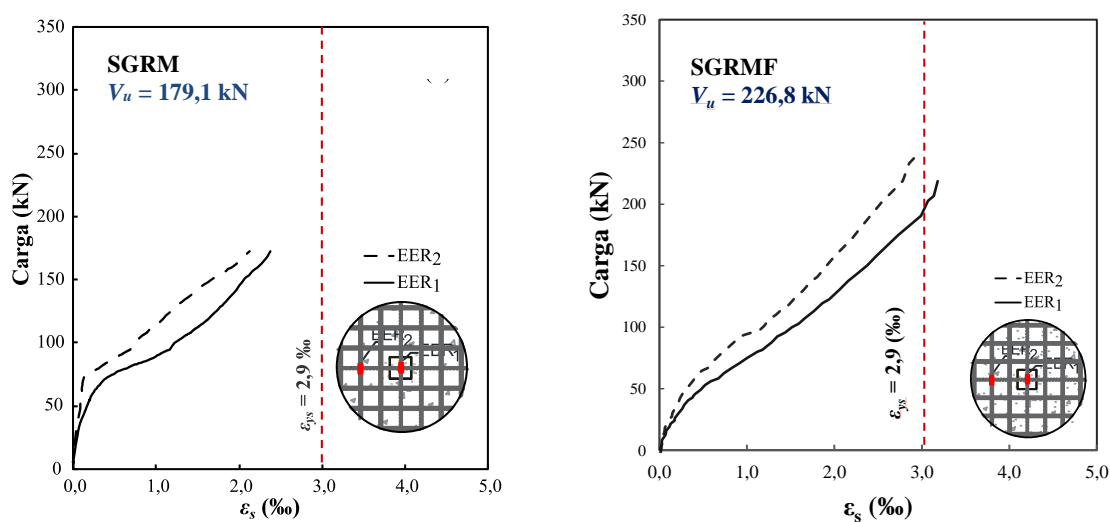 350
300
250
200
150
100
50
0
Carga (kN)
SGRM
Vu = 179,1 kN
εys = 2,9 ‰
EER2
EER1
EER2
0,0 1,0 2,0 3,0 4,0 5,0
εs (‰)
350
300
250
200
150
100
50
0
Carga (kN)
SGRMF
Vu = 226,8 kN
εys = 2,9 (‰)
EER2
EER1
EER2
0,0 1,0 2,0 3,0 4,0 5,0
εs (‰)